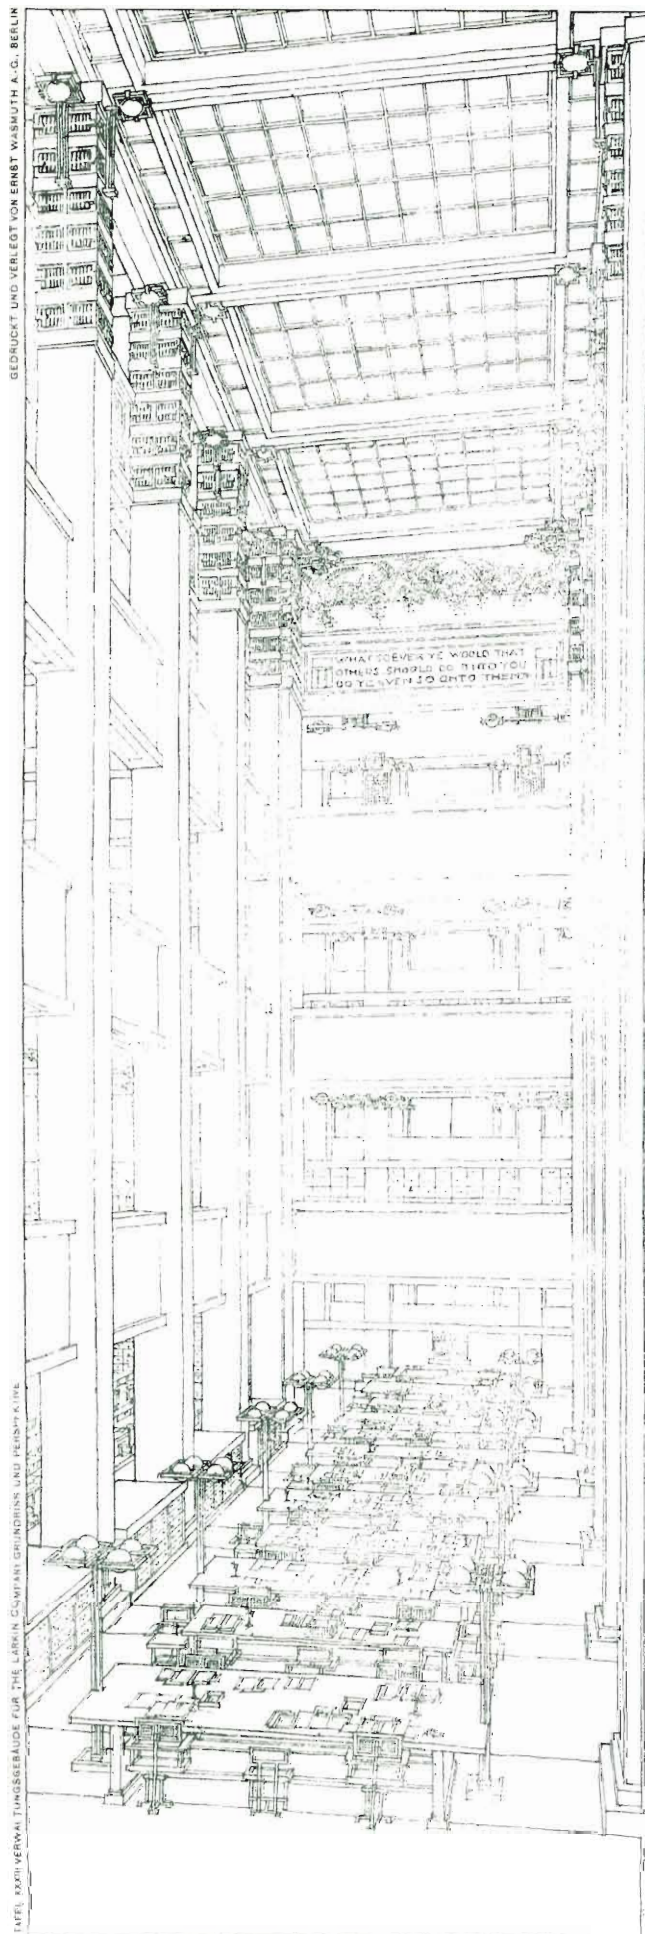 TAFEL XXXIII VERWALTUNGSGEBÄUDE FÜR THE LARKIN COMPANY GRUNDRISS UND PERSPEKTIVE
GEDRUCKT UND VERLEGT VON ERNST WASMUTH A.-G., BERLIN
WHATSOEVER YE WOULD THAT
OTHERS SHOULD DO UNTO YOU
DO YE EVEN SO UNTO THEM